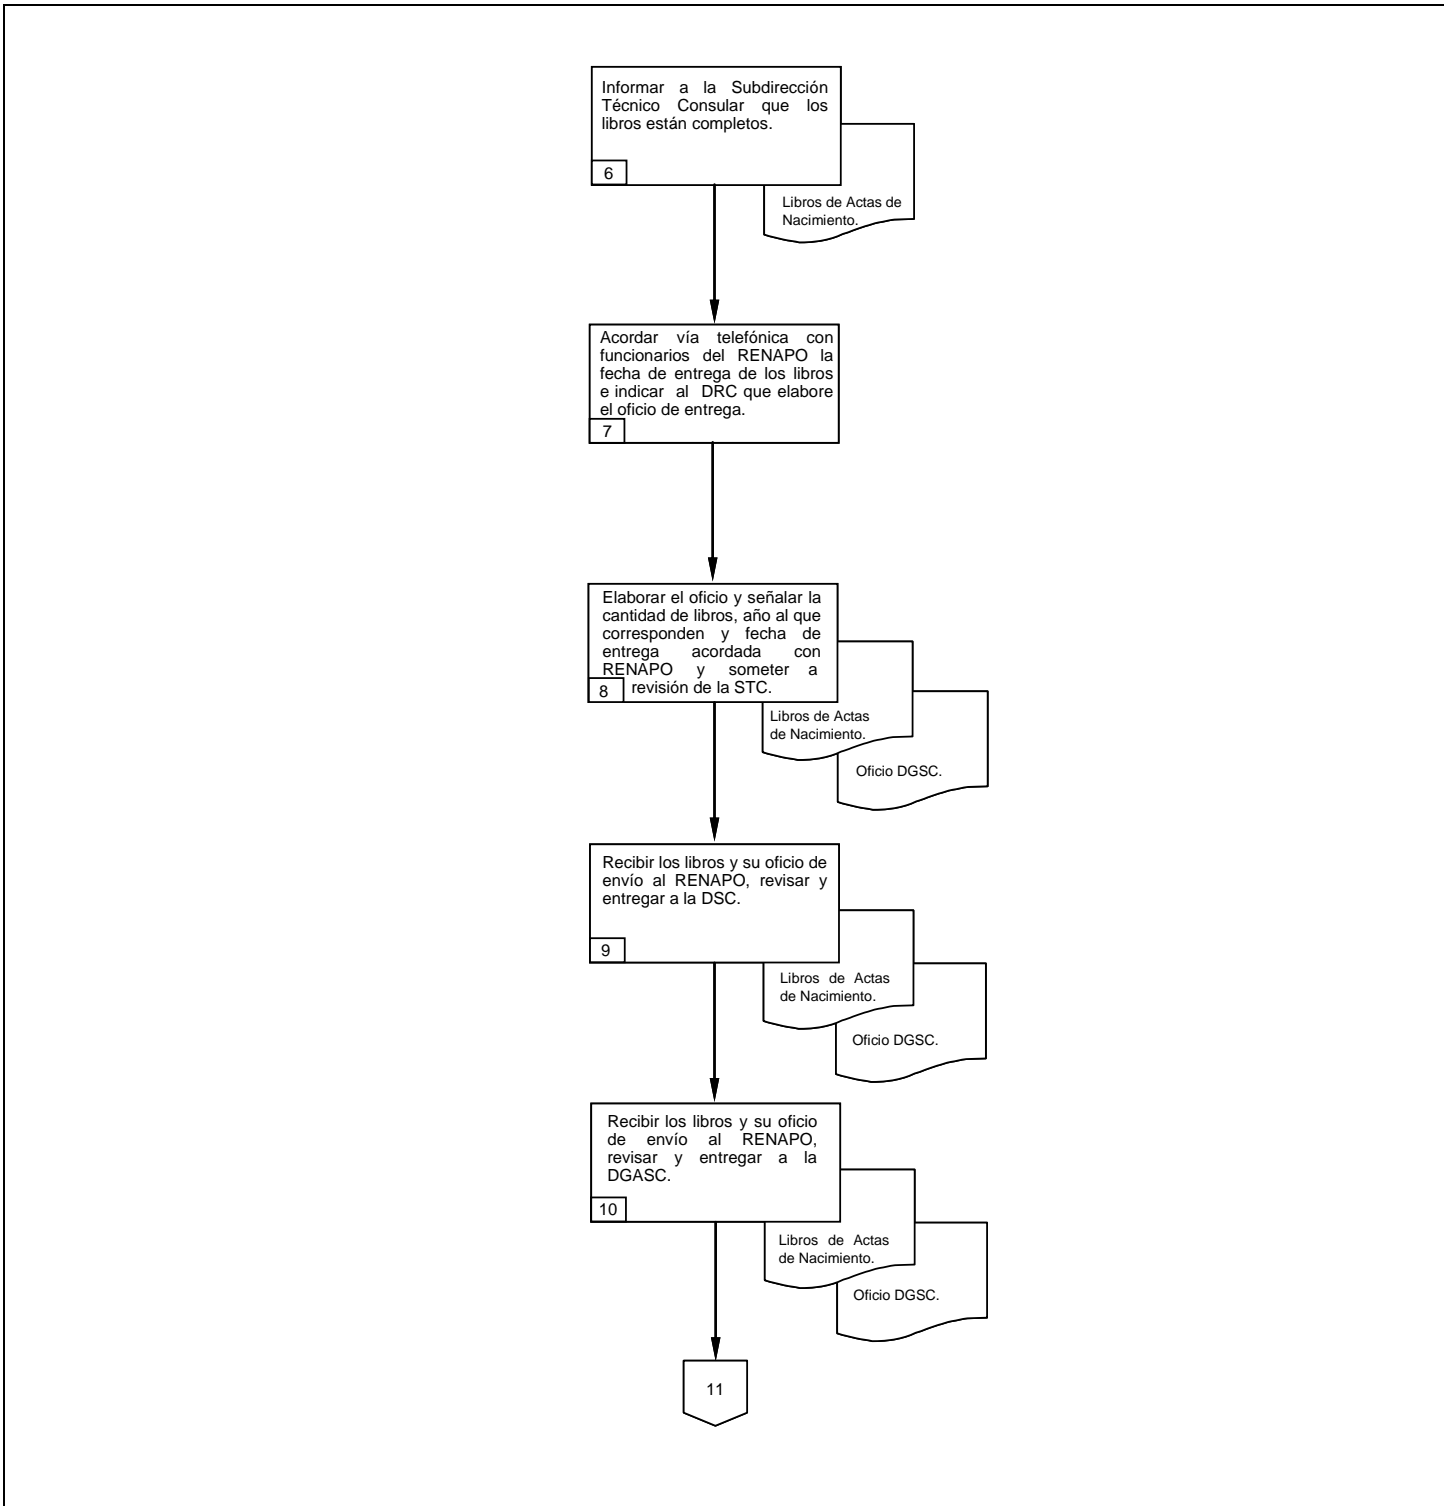 Informar a la Subdirección
Técnico Consular que los
libros están completos.
6
Libros de Actas de
Nacimiento.
Acordar vía telefónica con
funcionarios del RENAPO la
fecha de entrega de los libros
e indicar al DRC que elabore
el oficio de entrega.
7
Elaborar el oficio y señalar la
cantidad de libros, año al que
corresponden y fecha de
entrega acordada con
RENAPO y someter a
revisión de la STC.
8
Libros de Actas
de Nacimiento.
Oficio DGSC.
Recibir los libros y su oficio de
envío al RENAPO, revisar y
entregar a la DSC.
9
Libros de Actas
de Nacimiento.
Oficio DGSC.
Recibir los libros y su oficio
de envío al RENAPO,
revisar y entregar a la
DGASC.
10
Libros de Actas
de Nacimiento.
Oficio DGSC.
11